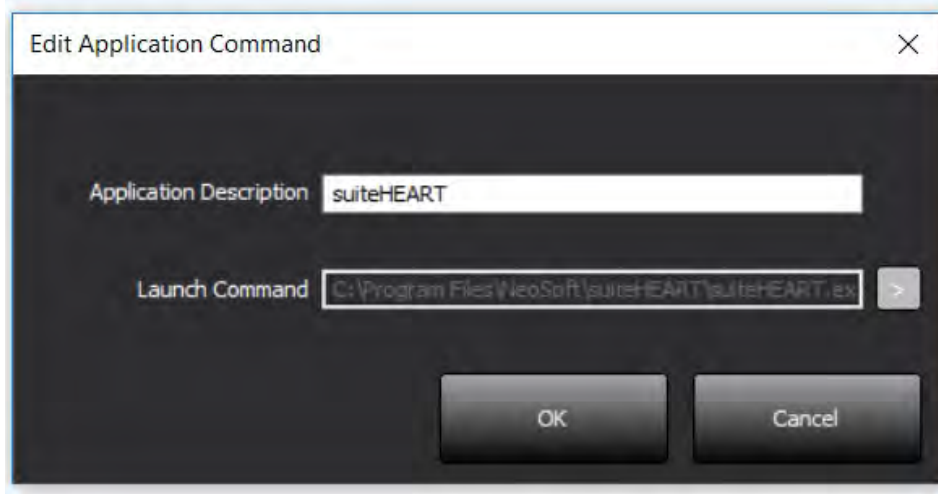 Edit Application Command
Application Description suiteHEART
Launch Command C:\Program Files\NeoSoft\suiteHEART\suiteHEART.ex >
OK Cancel